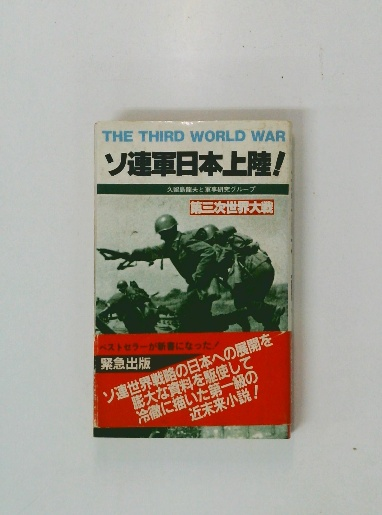 THE THIRD WORLD WAR
ソ連軍日本上陸!
久留島龍夫と軍事研究グループ
第三次世界大戦
ベストセラーが新書になった!
緊急出版
ソ連世界戦略の日本への展開を
膨大な資料を駆使して
冷徹に描いた第一級の
近未来小説!